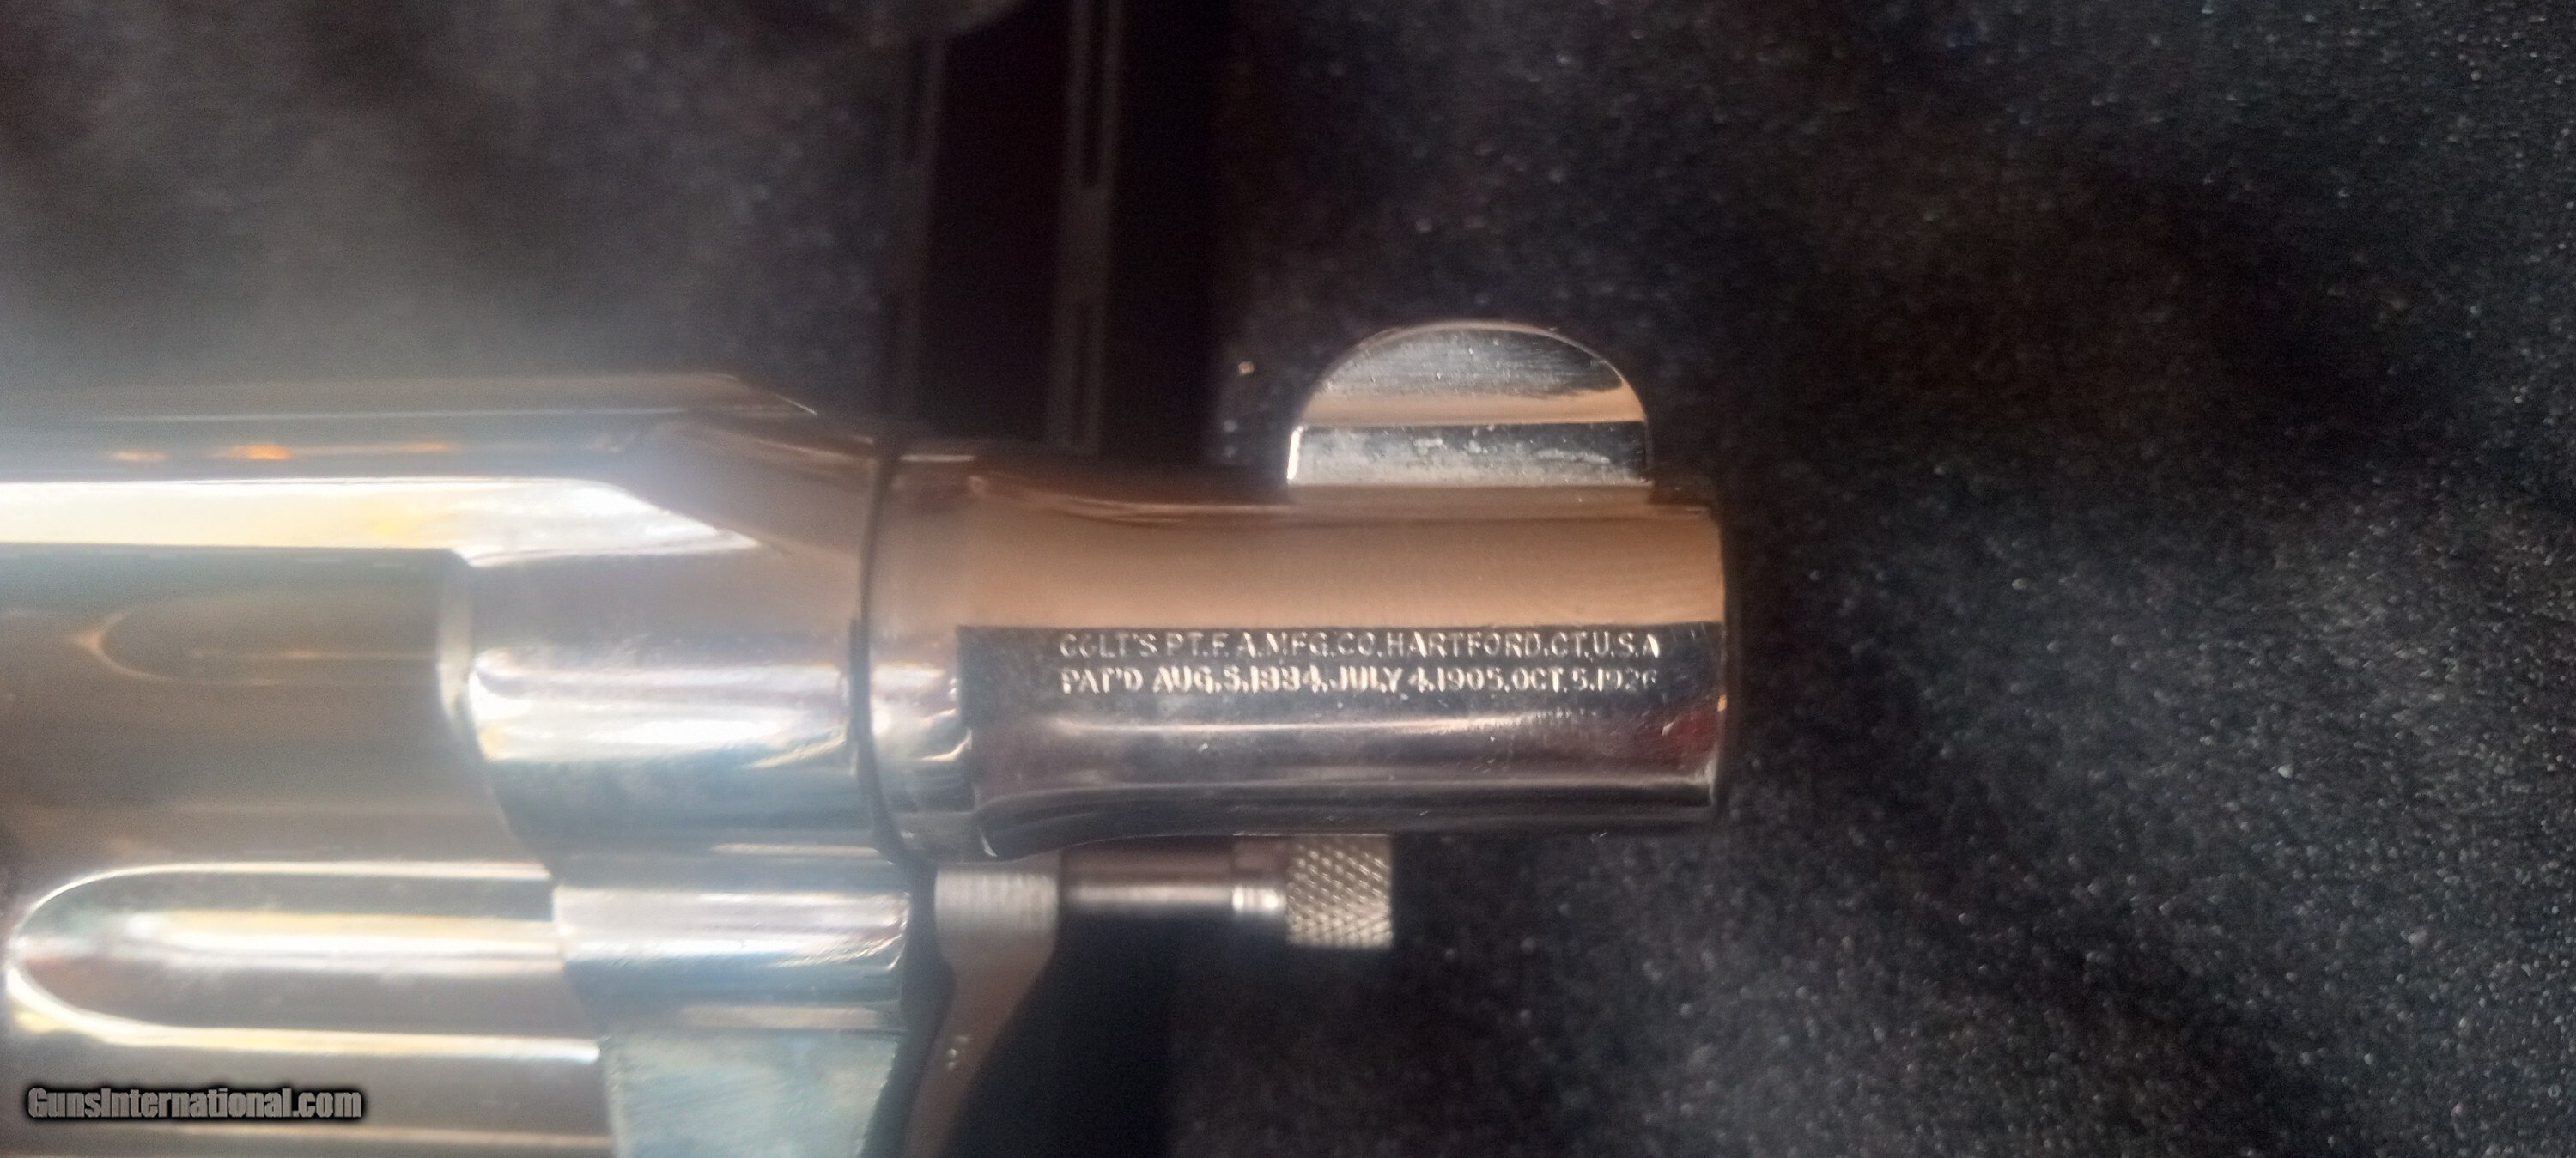 COLT'S PT.F.A.MFG.CO.HARTFORD.CT.U.S.A
PAT'D AUG.5.1884.JULY 4.1905.OCT.5.1926
GunsInternational.com